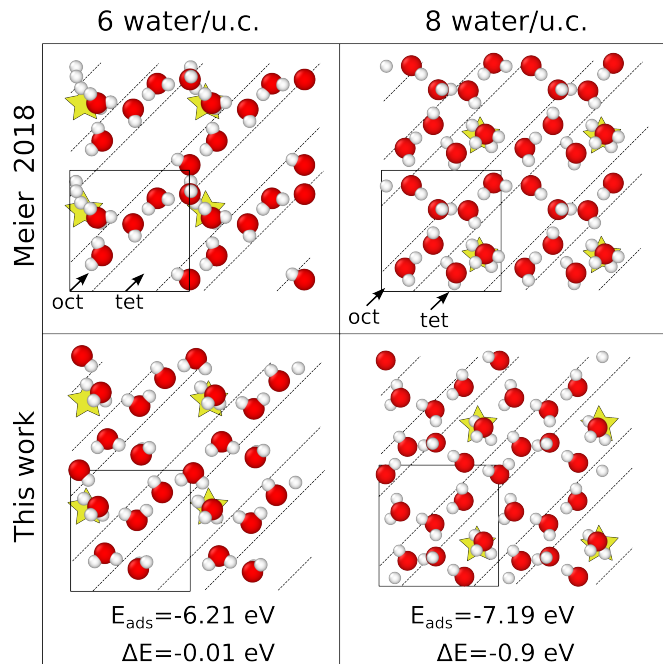 6 water/u.c.
8 water/u.c.
Meier 2018
oct
tet
oct
tet
This work
E_ads=-6.21 eV
ΔE=-0.01 eV
E_ads=-7.19 eV
ΔE=-0.9 eV